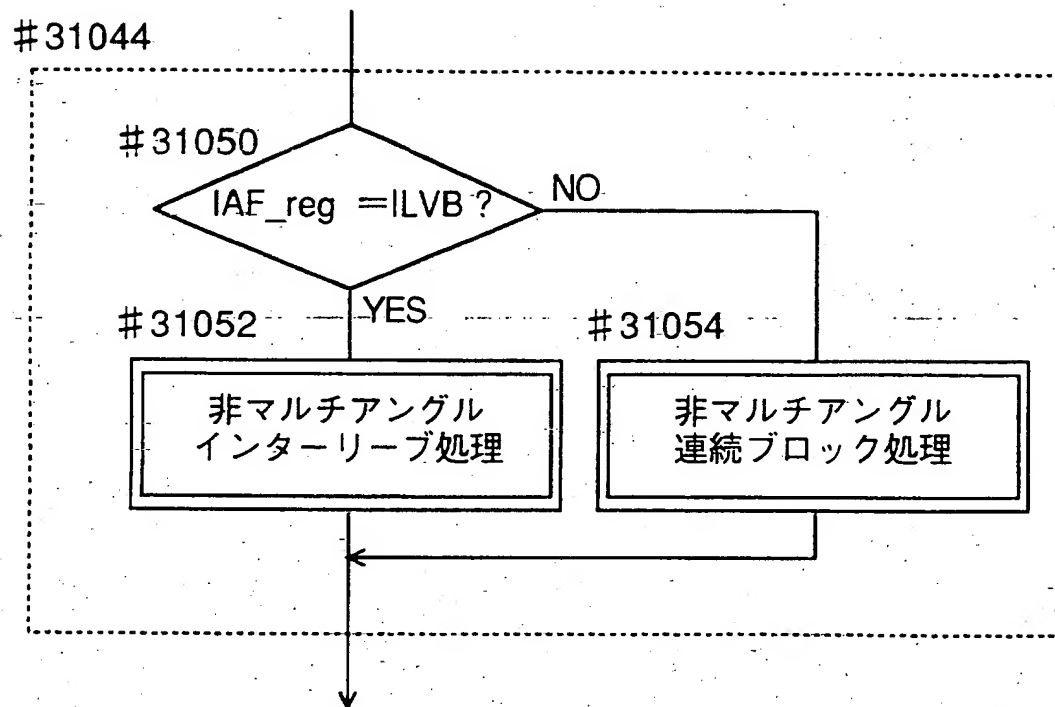 #31044
#31050
IAF_reg =ILVB ?
NO
YES
#31052
#31054
非マルチアングル
インターリーブ処理
非マルチアングル
連続ブロック処理